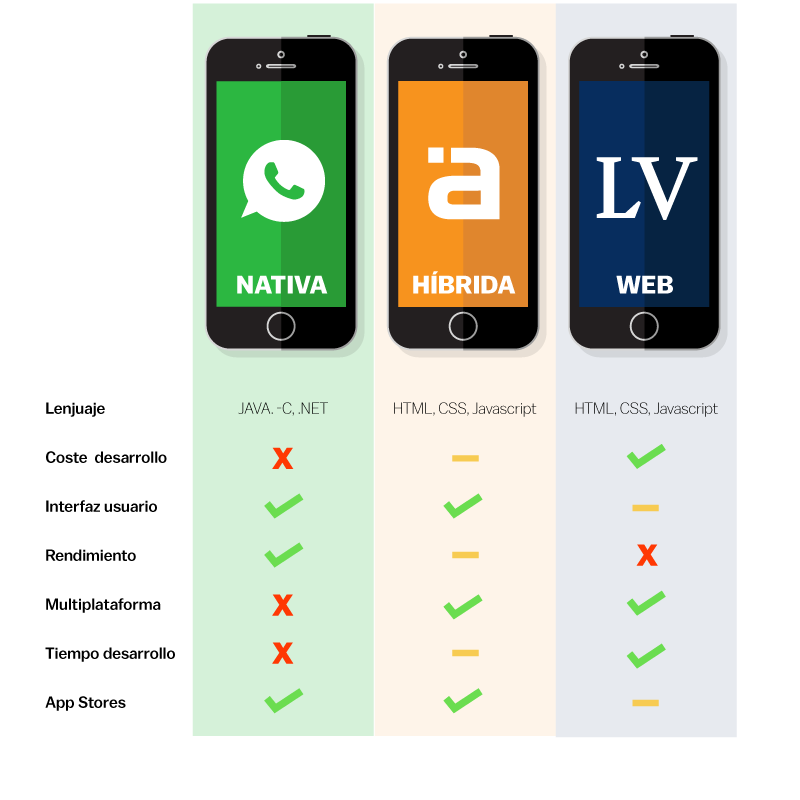 ä
LV
NATIVA
HÍBRIDA
WEB
Lenjuaje JAVA. -C, .NET HTML, CSS, Javascript HTML, CSS, Javascript
Coste desarrollo X
Interfaz usuario
Rendimiento X
Multiplataforma X
Tiempo desarrollo X
App Stores